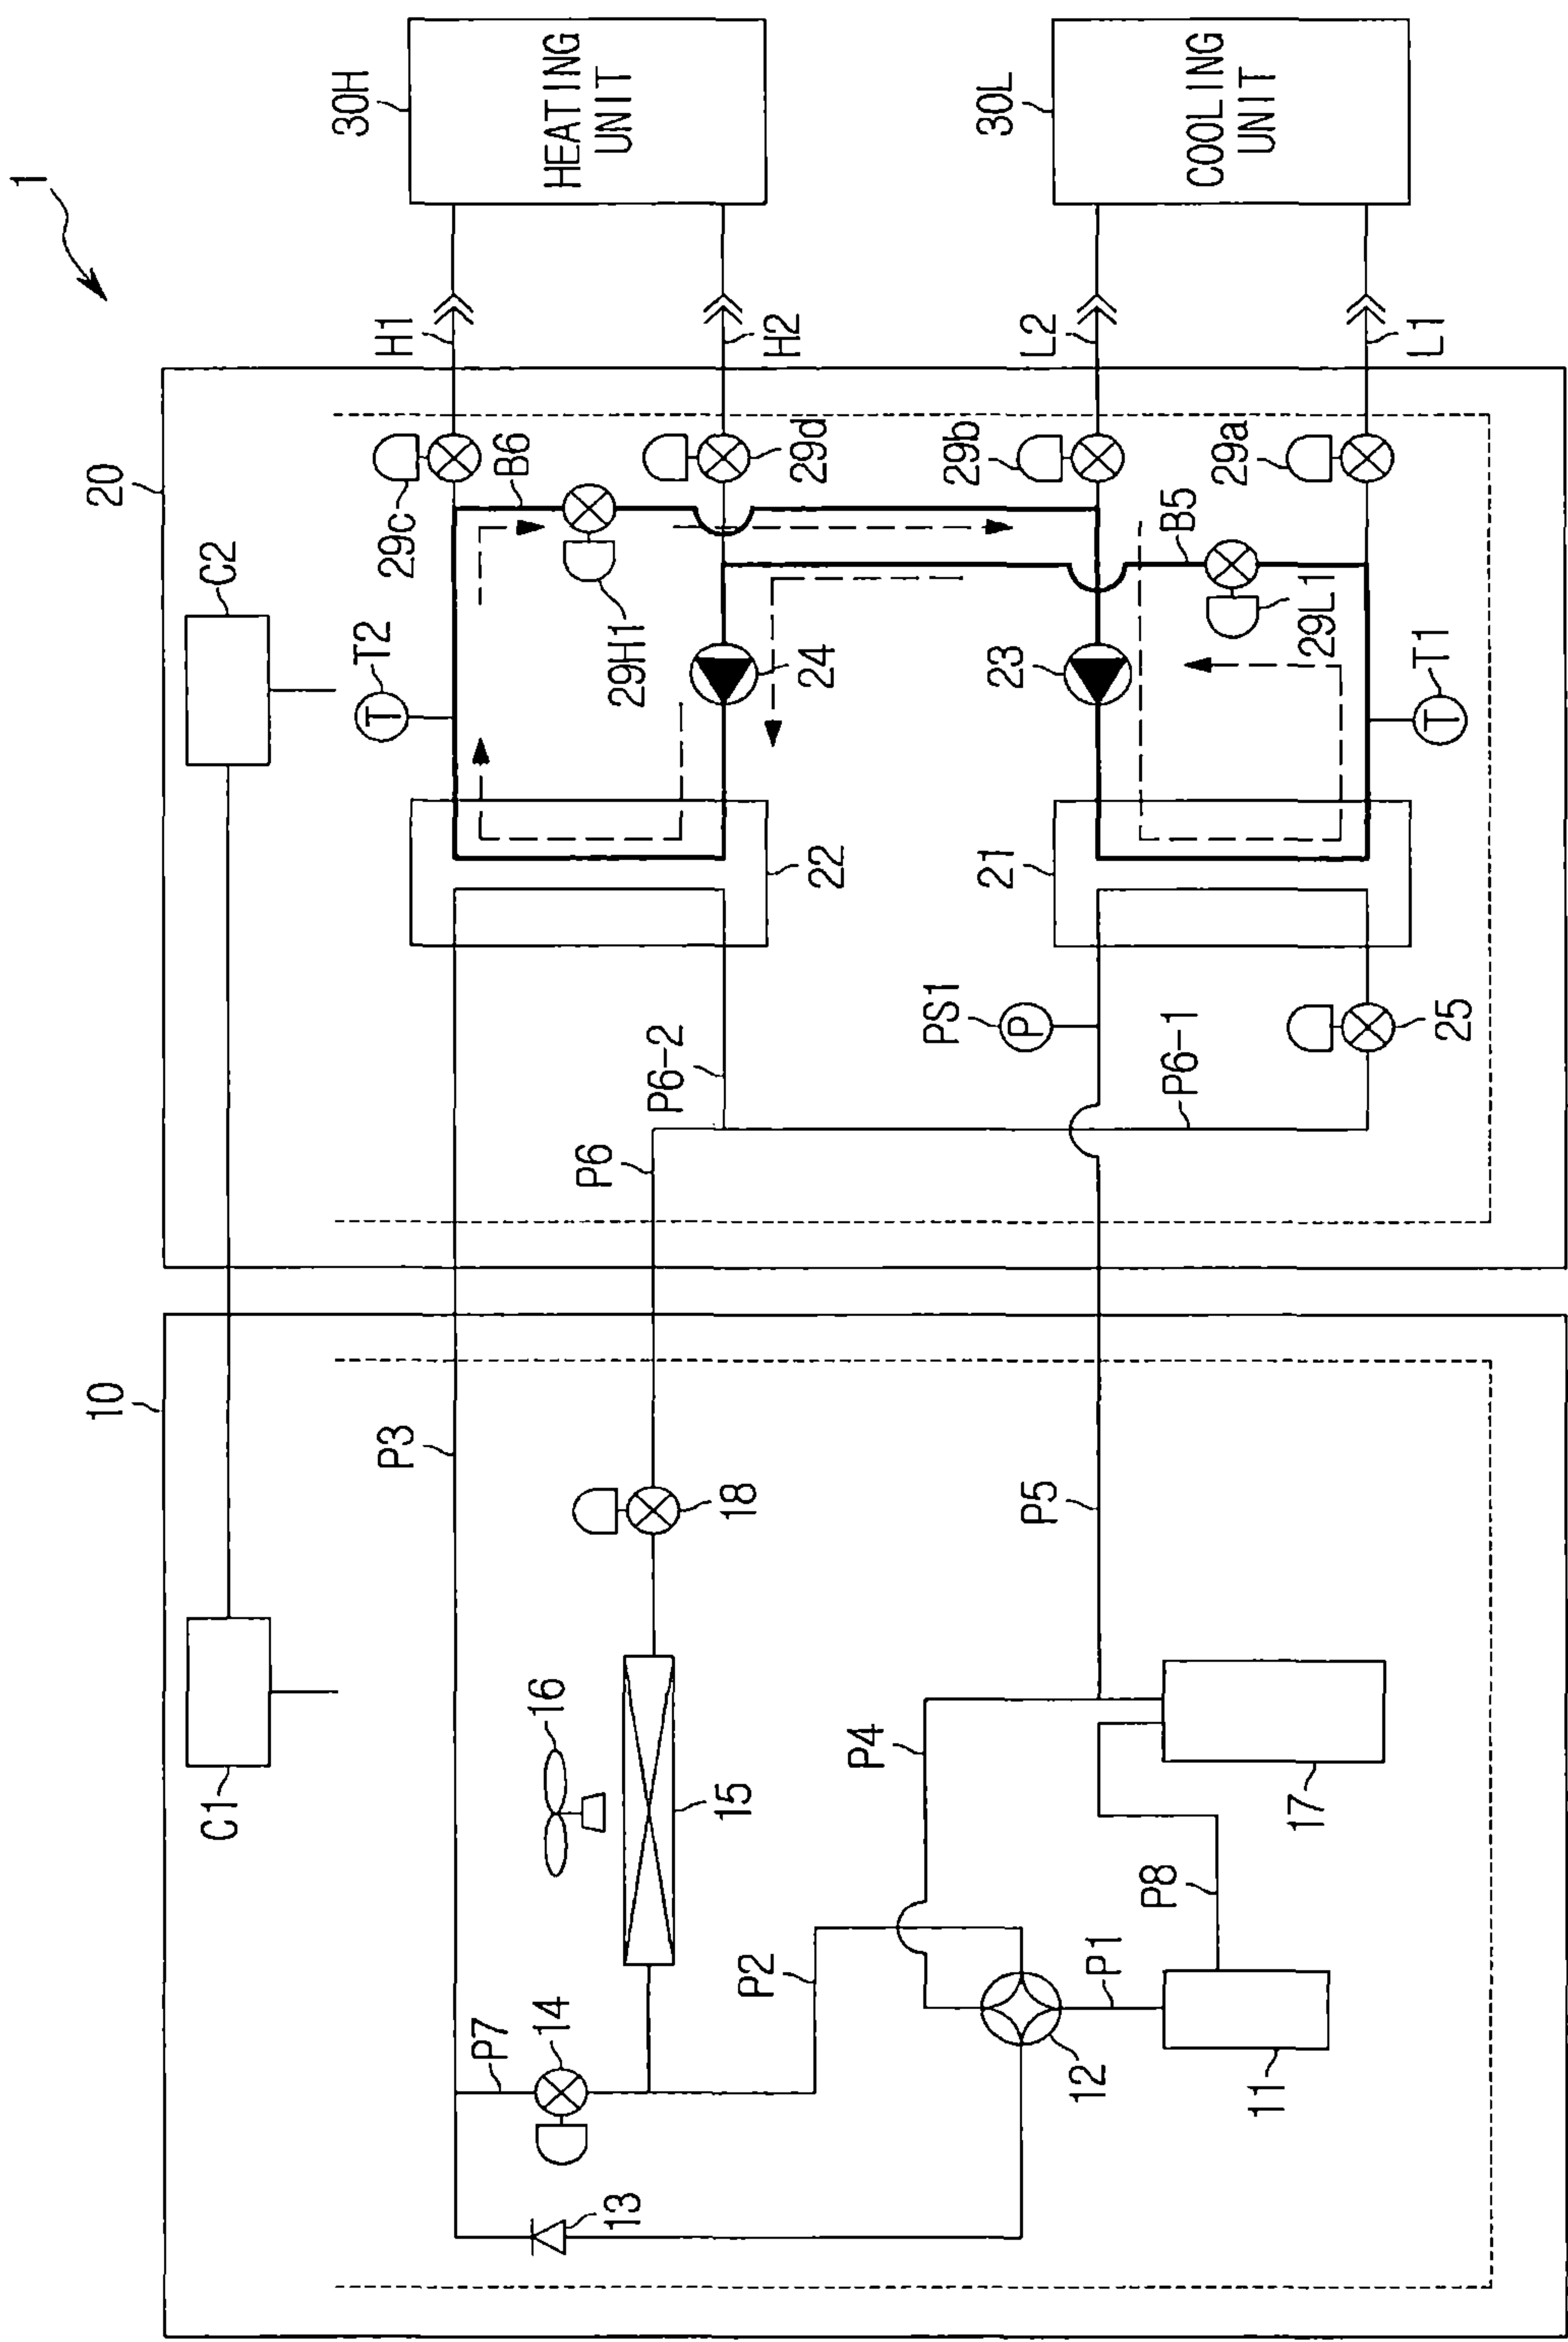 1
30H
HEATING
UNIT
30L
COOLING
UNIT
H1
H2
L2
L1
20
C2
29c
B6
29d
29b
29a
T2
T
29H1
24
23
B5
29L1
T1
T
22
21
PS1
P
25
P6-2
P6-1
P6
10
C1
P3
18
P5
16
15
P4
17
P7
14
P2
P8
P1
12
11
13